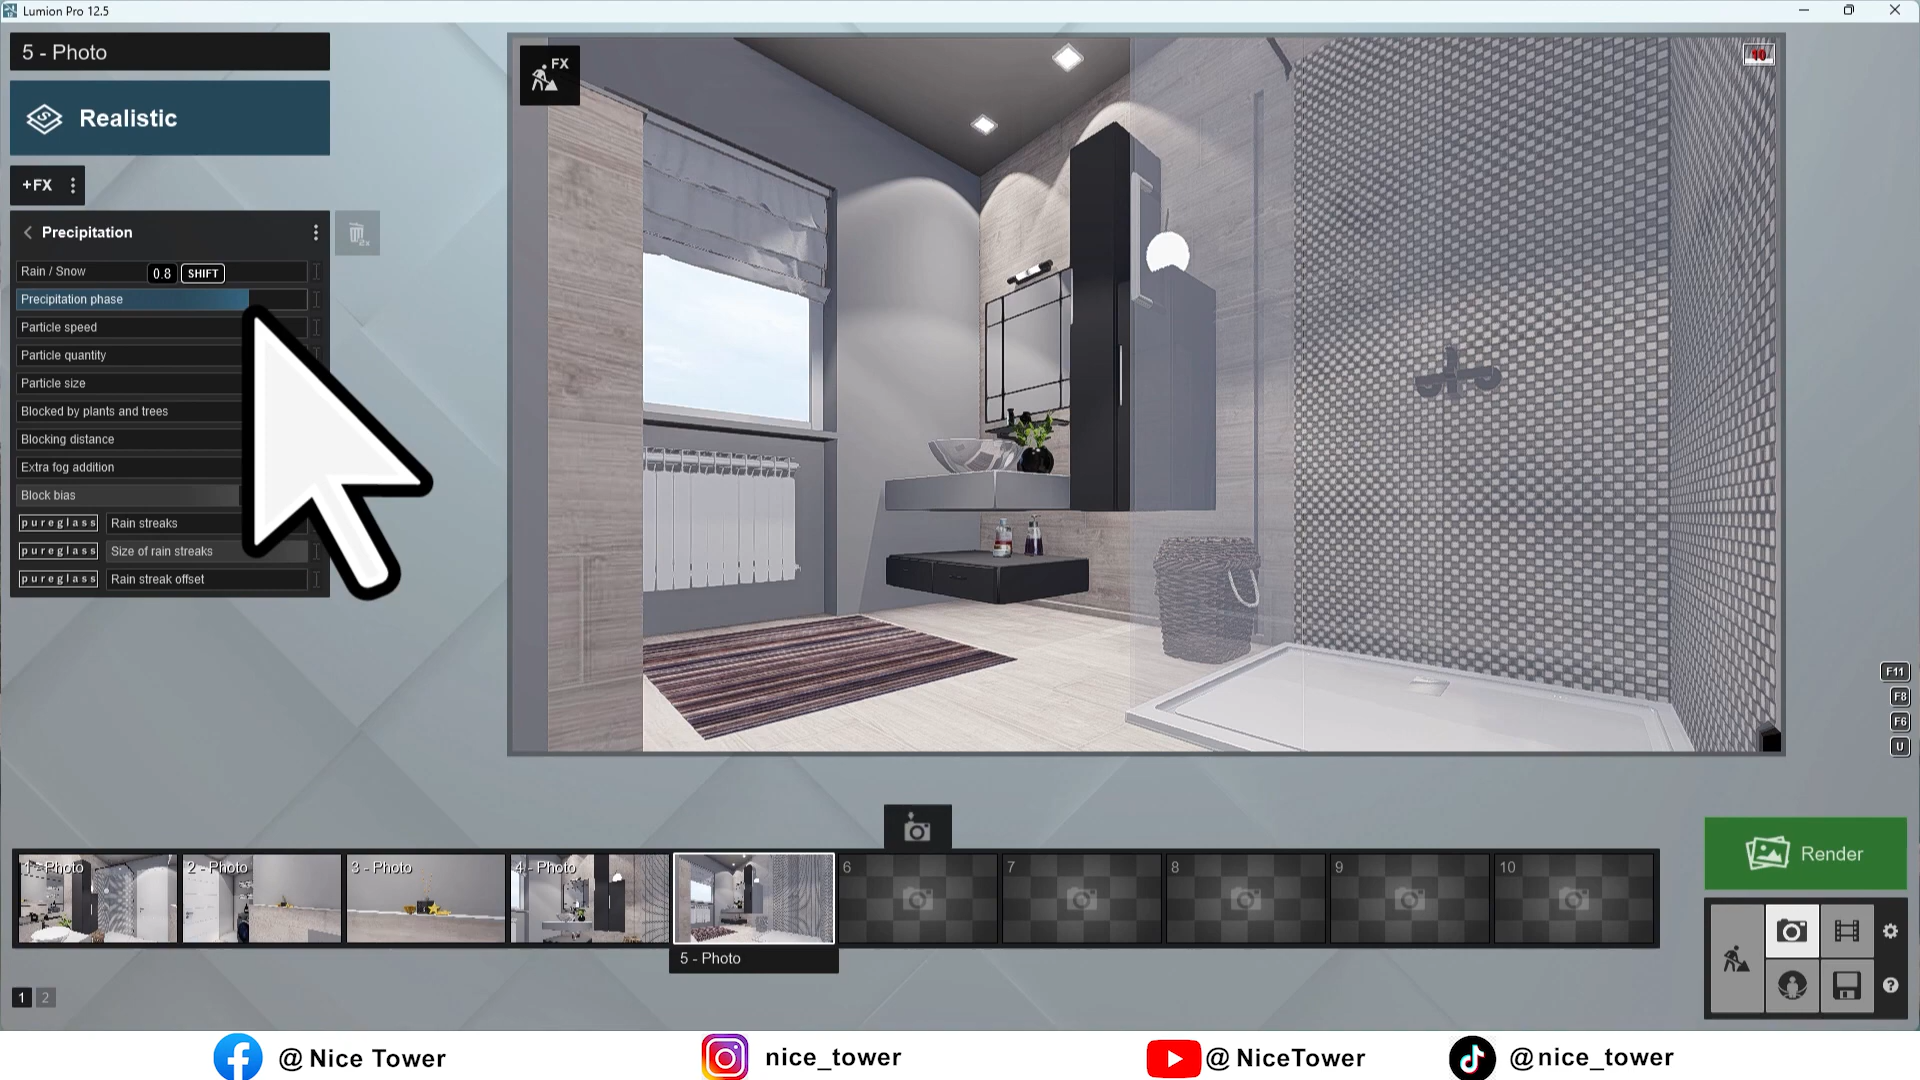 Lumion Pro 12.5
5 - Photo
Realistic
+FX
Precipitation
2x
Rain / Snow
0.8 SHIFT
Precipitation phase
Particle speed
Particle quantity
Particle size
Blocked by plants and trees
Blocking distance
Extra fog addition
Block bias
pureglass Rain streaks
pureglass Size of rain streaks
pureglass Rain streak offset
FX
10
F11
F8
F6
U
1 - Photo
2 - Photo
3 - Photo
4 - Photo
6
7
8
9
10
5 - Photo
Render
?
1 2
@ Nice Tower
nice_tower
@ NiceTower
@nice_tower